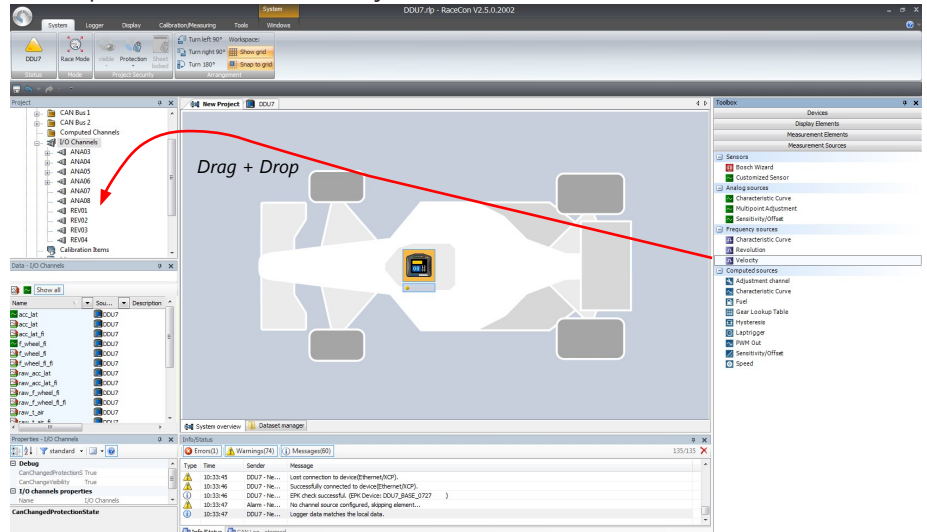 System
DDU7.rlp - RaceCon V2.5.0.2002
System Logger Display Calibration/Measuring Tools Windows
DDU7
Race Mode
visible
Protection
Sheet locked
Turn left 90°
Turn right 90°
Turn 180°
Workspace:
Show grid
Snap to grid
Status
Mode
Project Security
Arrangement
Project
CAN Bus 1
CAN Bus 2
Computed Channels
I/O Channels
ANA03
ANA04
ANA05
ANA06
ANA07
ANA08
REV01
REV02
REV03
REV04
Calibration Items
Data - I/O Channels
Show all
Name Sou... Description
acc_lat DDU7
acc_lat DDU7
acc_lat_fi DDU7
f_wheel_fl DDU7
f_wheel_fl DDU7
f_wheel_fl_fi DDU7
raw_acc_lat DDU7
raw_acc_lat_fi DDU7
raw_f_wheel_fl DDU7
raw_f_wheel_fl_fi DDU7
raw_t_air DDU7
raw_t_air_fi DDU7
Properties - I/O Channels
standard
Debug
CanChangedProtectionS True
CanChangeVisibility True
I/O channels properties
Name I/O Channels
CanChangedProtectionState
New Project DDU7
Drag + Drop
System overview Dataset manager
Info/Status
Errors(1) Warnings(74) Messages(60)
135/135
Type Time Sender Message
10:33:45 DDU7 - Ne... Lost connection to device(Ethernet/XCP).
10:33:46 DDU7 - Ne... Successfully connected to device(Ethernet/XCP).
10:33:46 DDU7 - Ne... EPK check successful. (EPK Device: DDU7_BASE_0727 )
10:33:47 Alarm - Ne... No channel source configured, skipping element...
10:33:47 DDU7 - Ne... Logger data matches the local data.
Toolbox
Devices
Display Elements
Measurement Elements
Measurement Sources
Sensors
Bosch Wizard
Customized Sensor
Analog sources
Characteristic Curve
Multipoint Adjustment
Sensitivity/Offset
Frequency sources
Characteristic Curve
Revolution
Velocity
Computed sources
Adjustment channel
Characteristic Curve
Fuel
Gear Lookup Table
Hysteresis
Laptrigger
PWM Out
Sensitivity/Offset
Speed